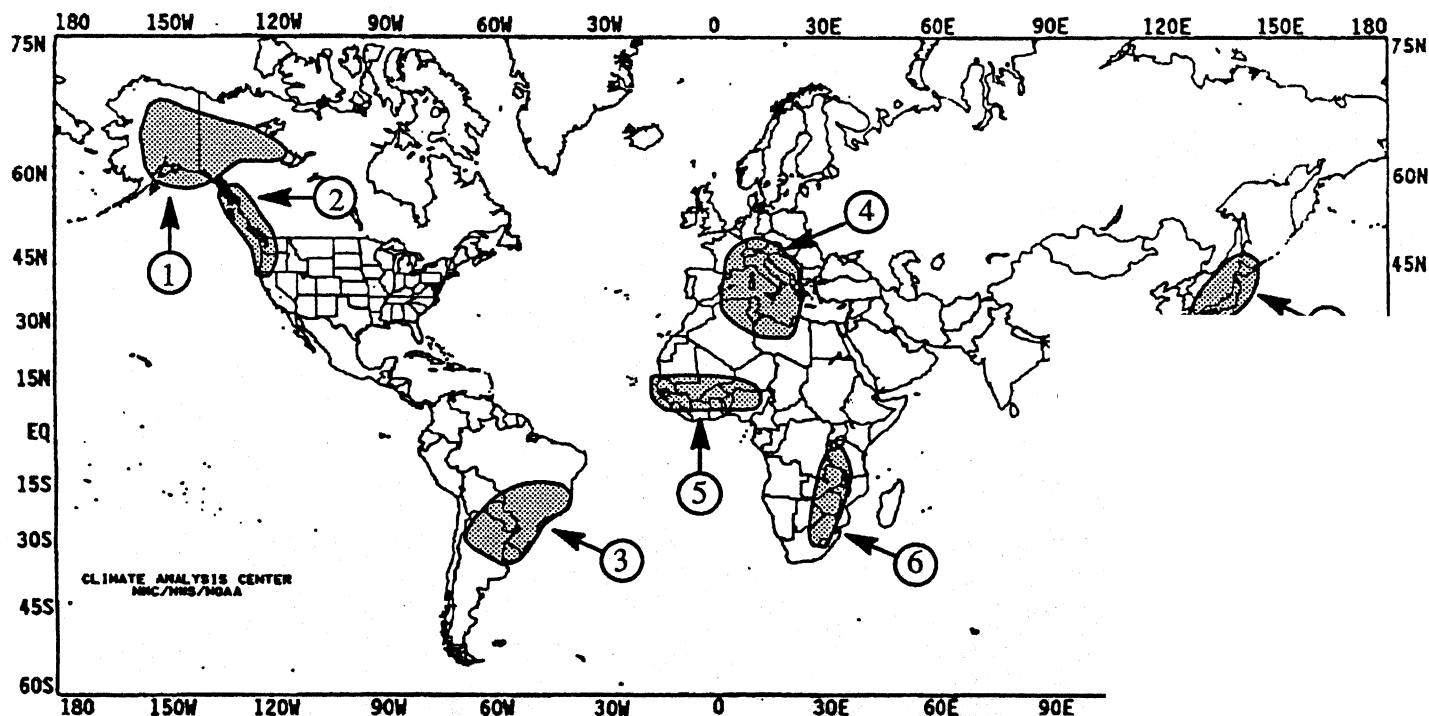 180 150W 120W 90W 60W 30W 0 30E 60E 90E 120E 150E 180
75N 75N
60N 60N
2
4
1
45N 45N
30N
15N
EQ
5
15S
30S
3 6
CLIMATE ANALYSIS CENTER
NMC/NWS/NOAA
45S
60S
180 150W 120W 90W 60W 30W 0 30E 60E 90E